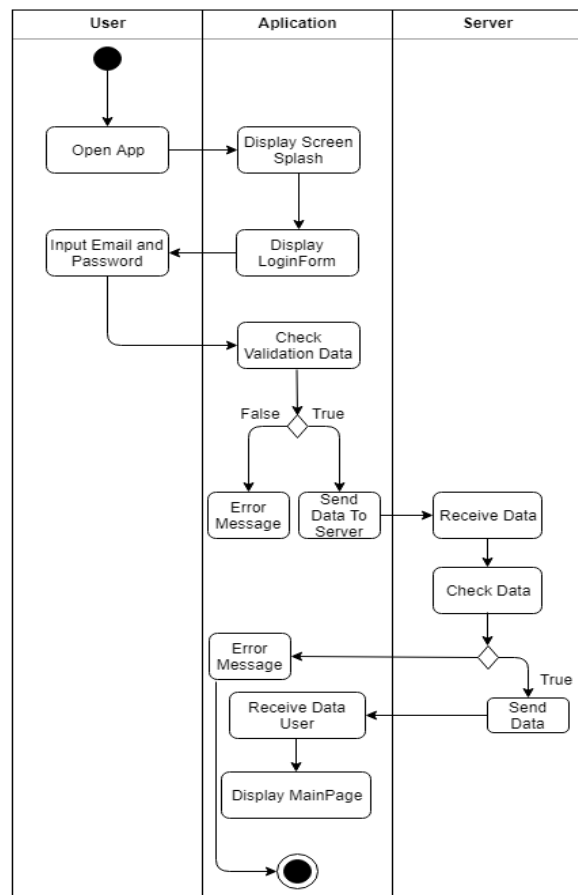 User
Aplication
Server
Open App
Display Screen
Splash
Input Email and
Password
Display
LoginForm
Check
Validation Data
False
True
Error
Message
Send
Data To
Server
Receive Data
Check Data
Error
Message
True
Receive Data
User
Send
Data
Display MainPage